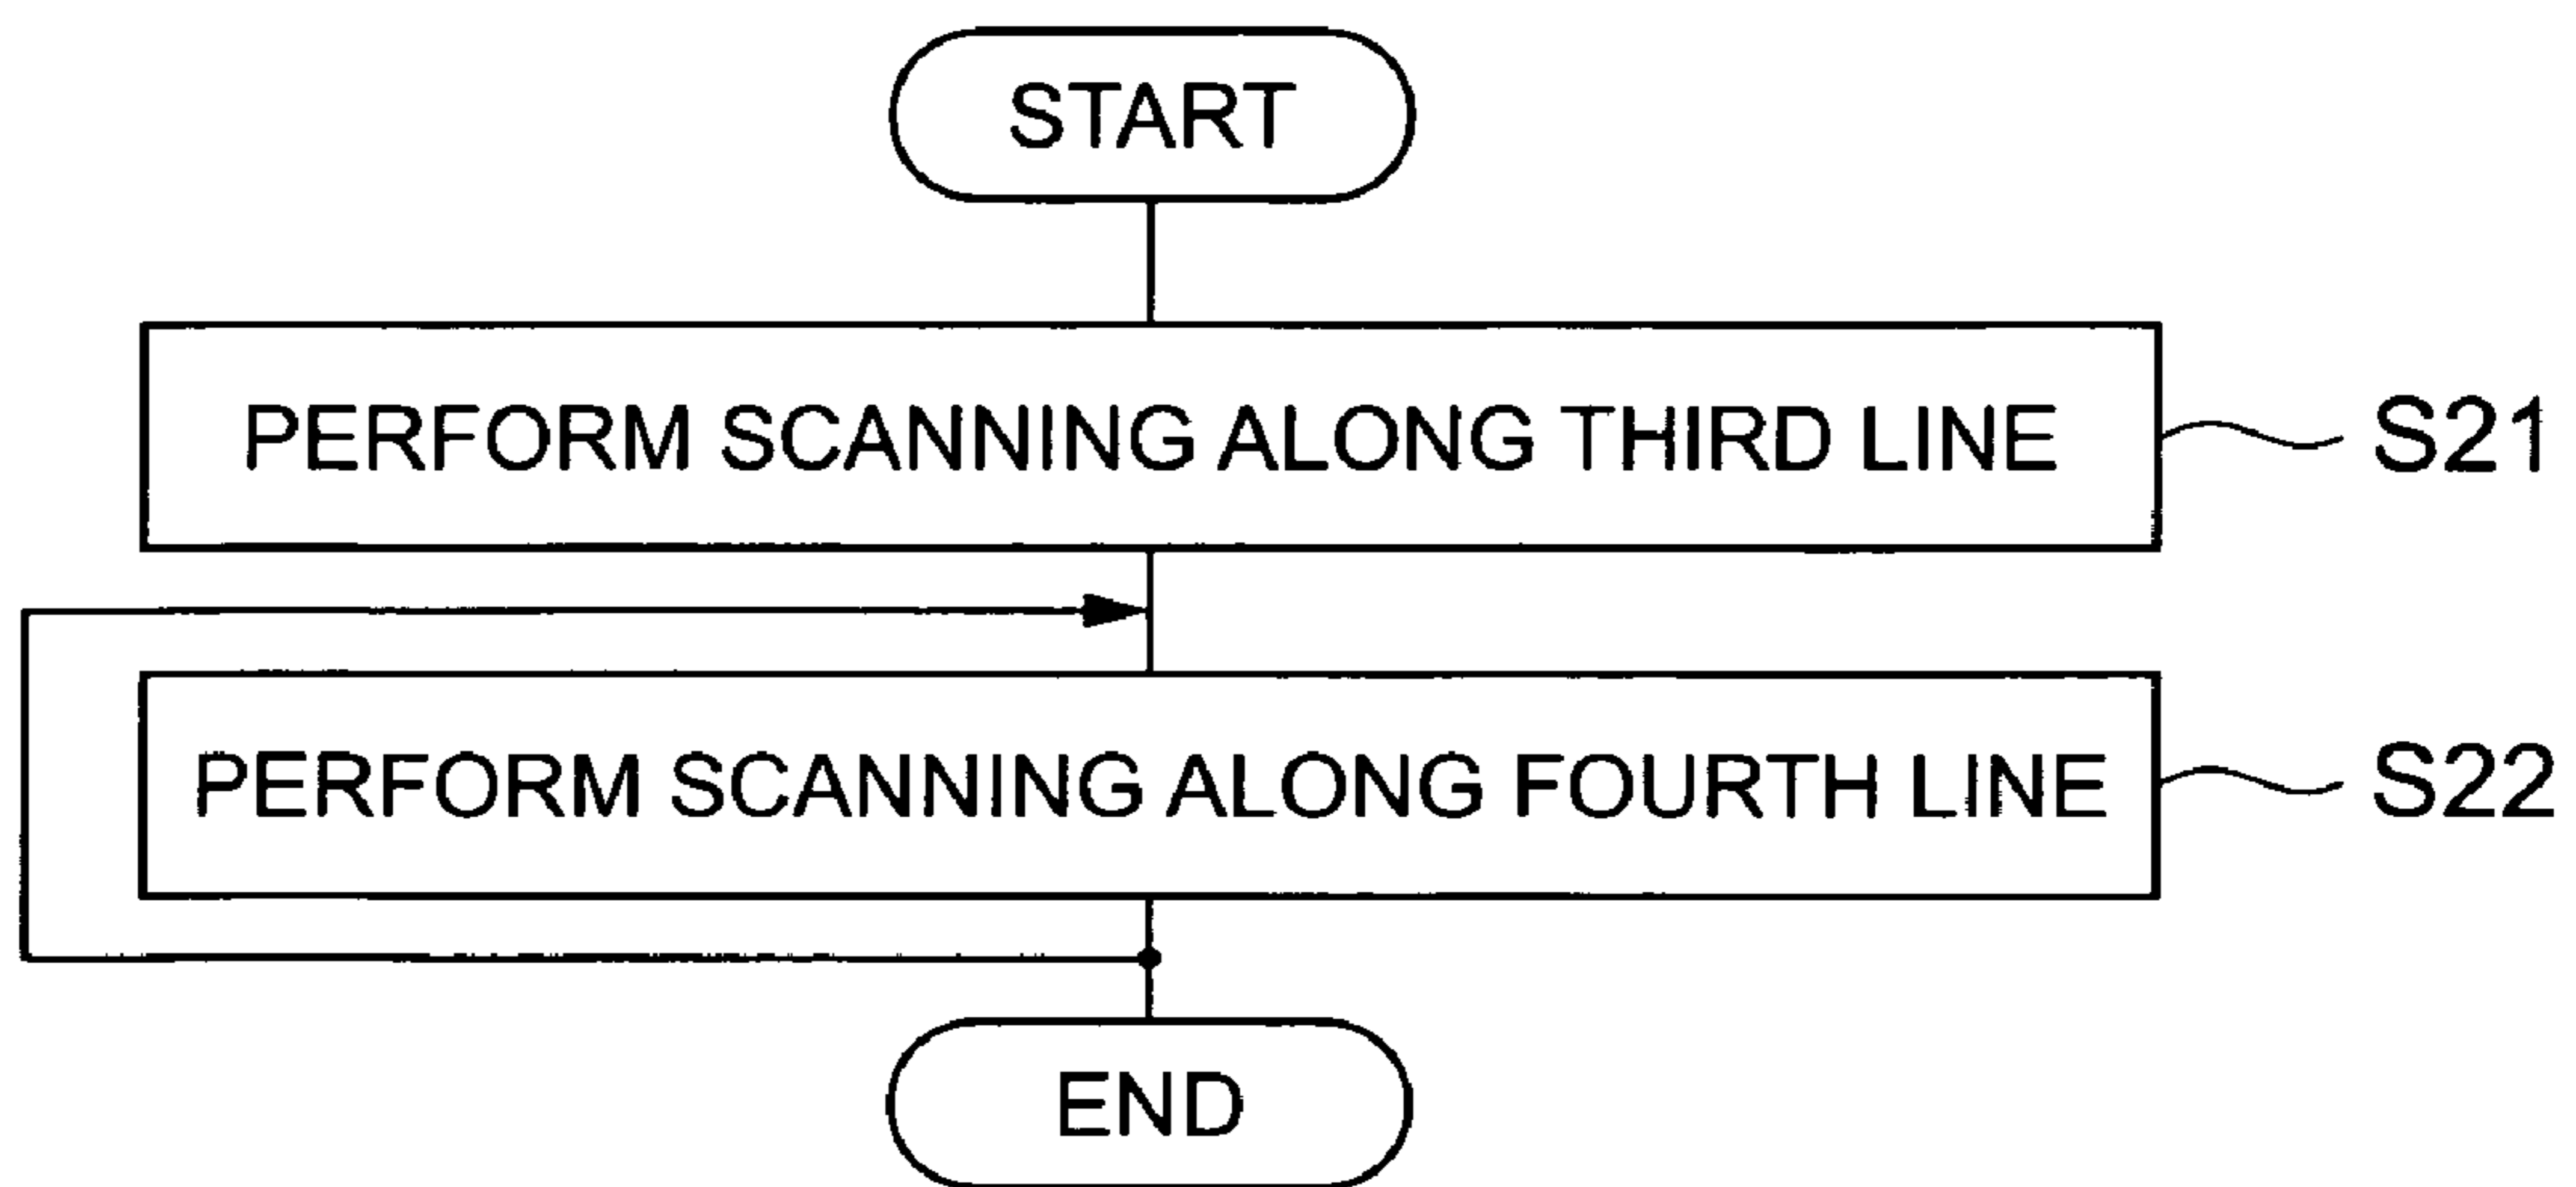 START
PERFORM SCANNING ALONG THIRD LINE
S21
PERFORM SCANNING ALONG FOURTH LINE
S22
END